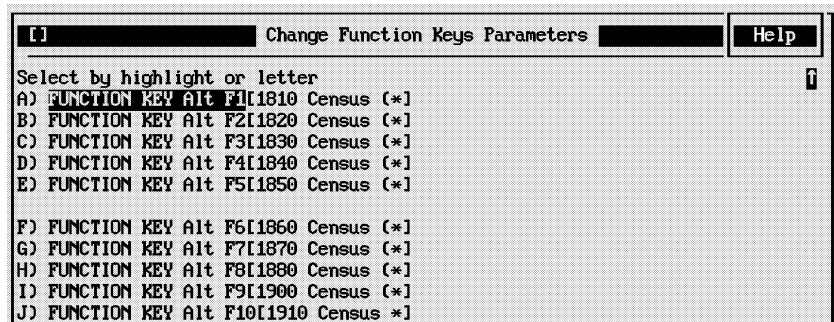 [] Change Function Keys Parameters Help
Select by highlight or letter ↑
A) FUNCTION KEY Alt F1[1810 Census (*]
B) FUNCTION KEY Alt F2[1820 Census (*]
C) FUNCTION KEY Alt F3[1830 Census (*]
D) FUNCTION KEY Alt F4[1840 Census (*]
E) FUNCTION KEY Alt F5[1850 Census (*]
F) FUNCTION KEY Alt F6[1860 Census (*]
G) FUNCTION KEY Alt F7[1870 Census (*]
H) FUNCTION KEY Alt F8[1880 Census (*]
I) FUNCTION KEY Alt F9[1900 Census (*]
J) FUNCTION KEY Alt F10[1910 Census *]